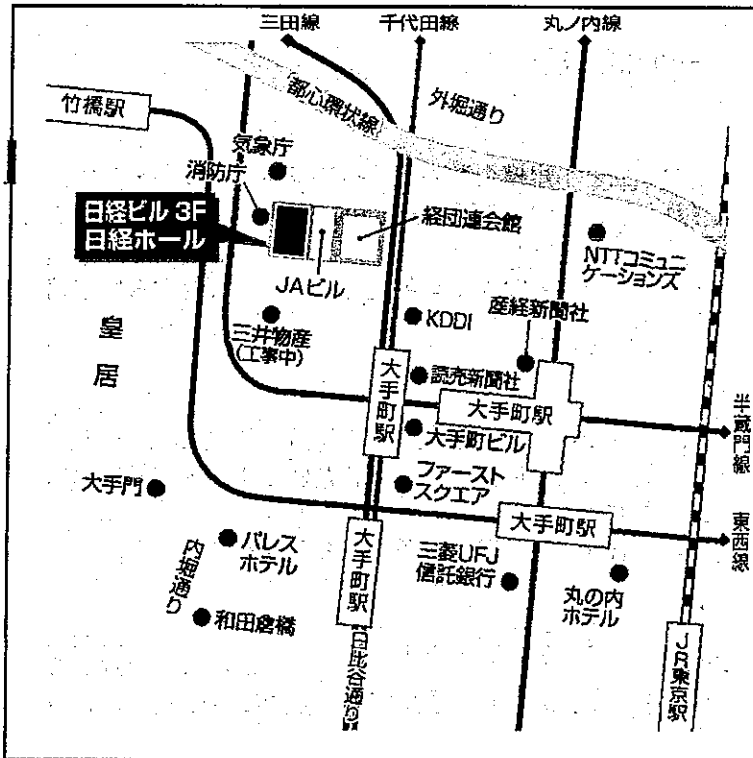 三田線
千代田線
丸ノ内線
竹橋駅
都心環状線
外堀通り
気象庁
消防庁
日経ビル 3F
日経ホール
経団連会館
JAビル
NTTコミュニ
ケーションズ
皇居
三井物産
(工事中)
KDDI
産経新聞社
大手町駅
読売新聞社
大手町駅
大手町ビル
半蔵門線
ファースト
スクエア
大手門
大手町駅
東西線
パレス
ホテル
内堀通り
大手町駅
三菱UFJ
信託銀行
丸の内
ホテル
和田倉橋
日比谷通り
JR東京駅